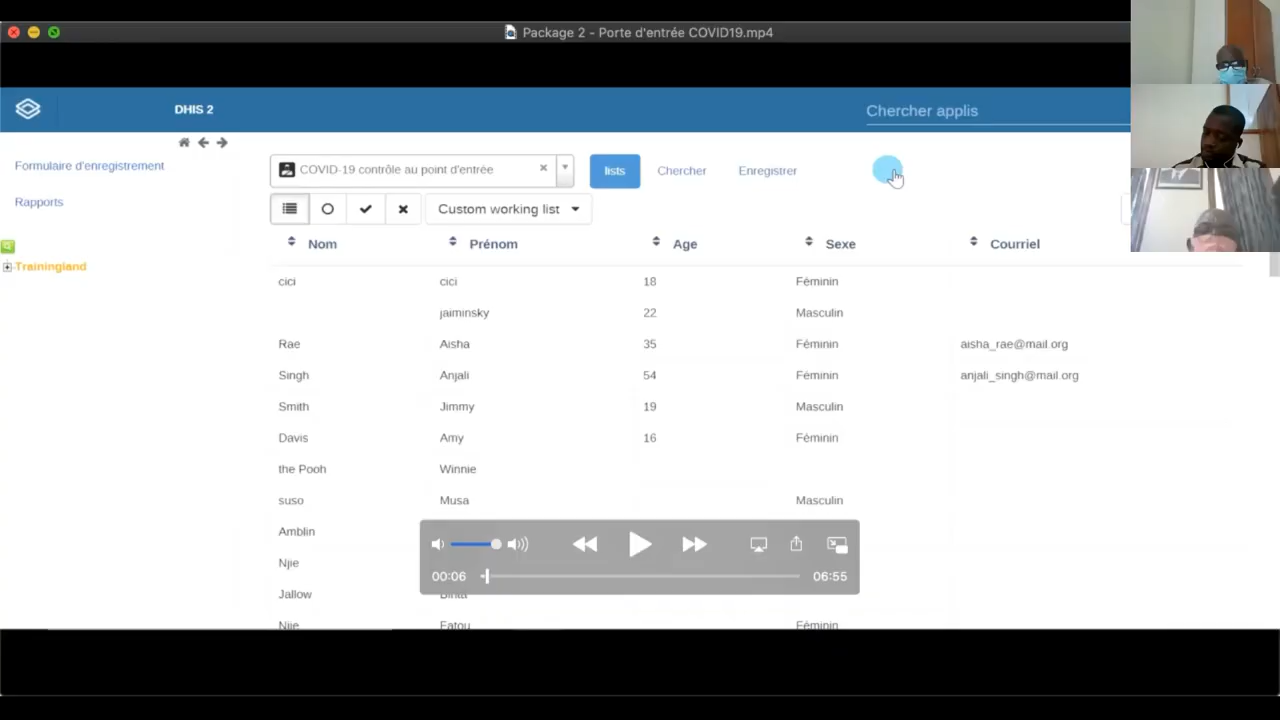 Package 2 - Porte d'entrée COVID19.mp4
DHIS 2
Chercher applis
Formulaire d'enregistrement
Rapports
Trainingland
COVID-19 contrôle au point d'entrée
lists
Chercher
Enregistrer
Custom working list
Nom Prénom Age Sexe Courriel
cici cici 18 Féminin
jaiminsky 22 Masculin
Rae Aisha 35 Féminin aisha_rae@mail.org
Singh Anjali 54 Féminin anjali_singh@mail.org
Smith Jimmy 19 Masculin
Davis Amy 16 Féminin
the Pooh Winnie
suso Musa Masculin
Amblin
Njie
Jallow Binta
Njie Fatou Féminin
00:06 06:55